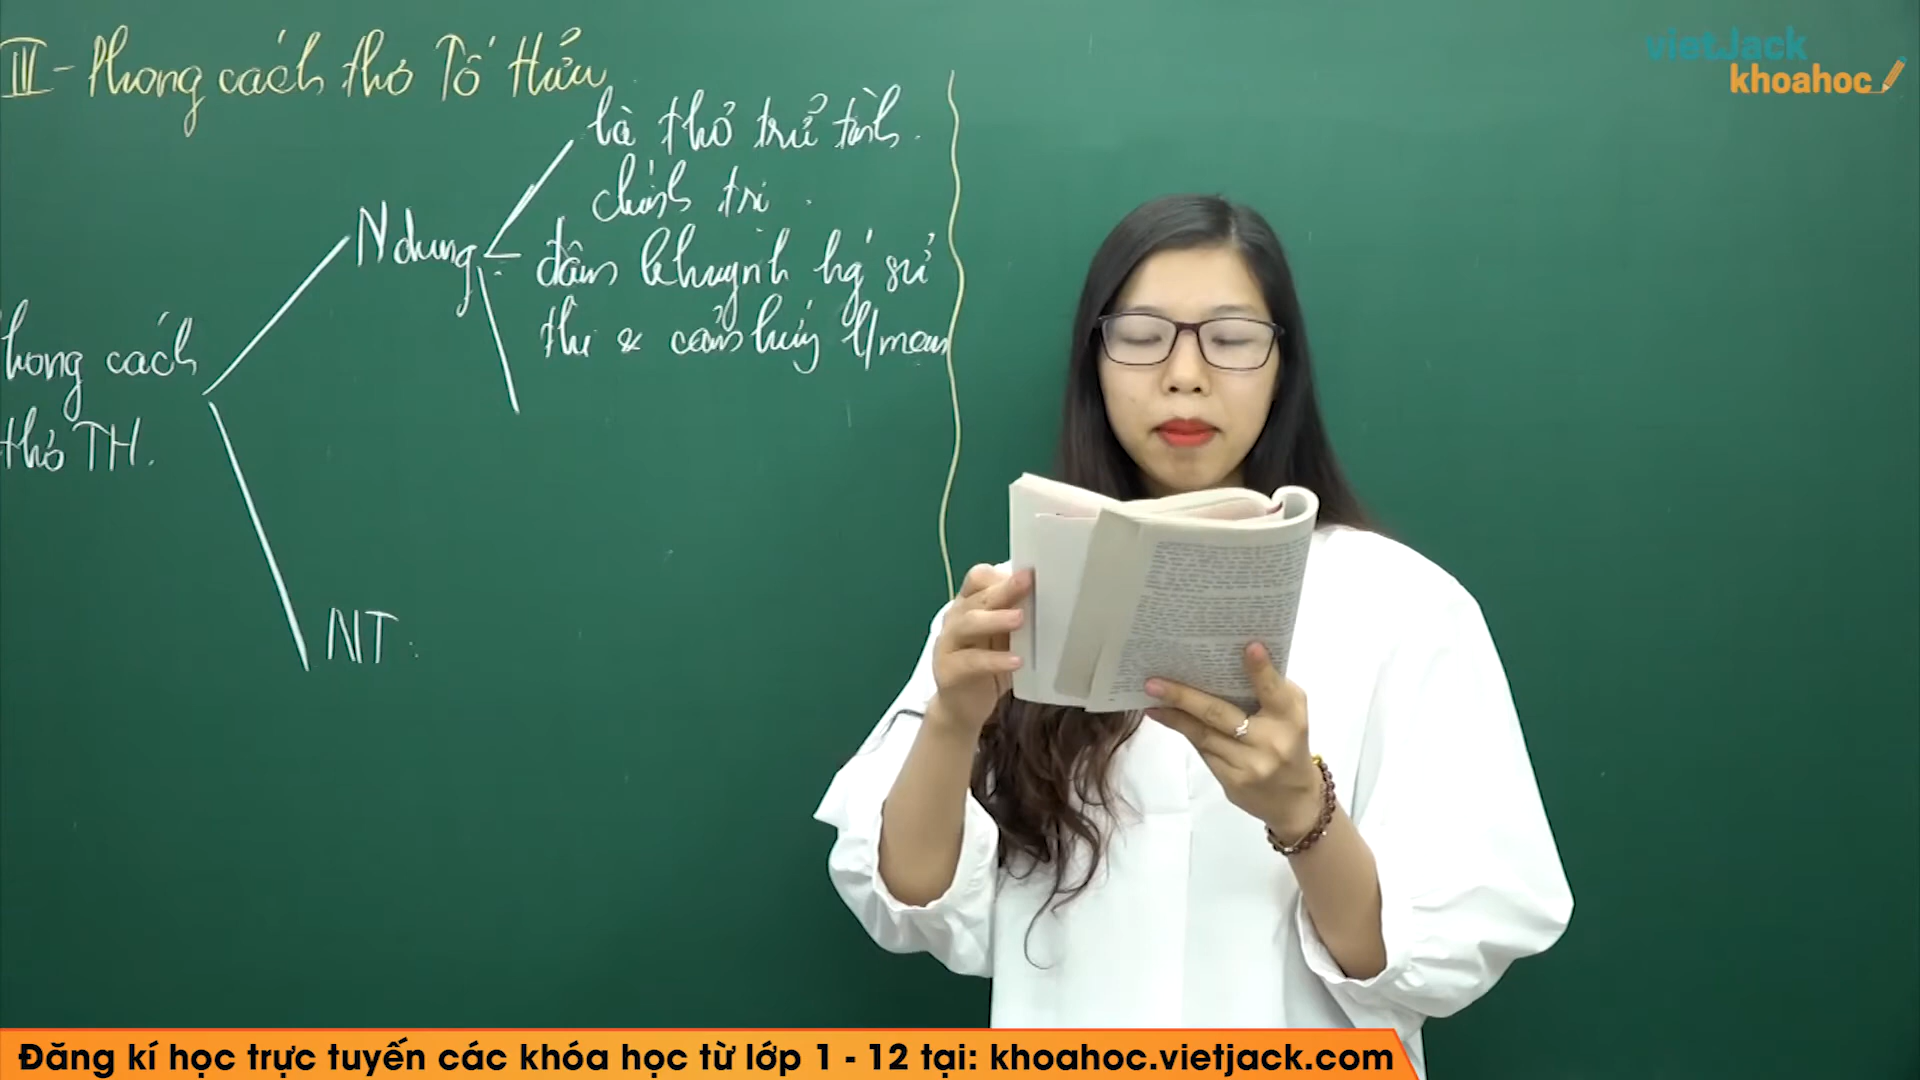 III - Phong cách thơ Tố Hữu
là thơ trữ tình
chính trị.
Ndung
đậm khuynh hg sử
thi & cảm hứng l/mạn
hong cách
thơ TH.
NT:
vietJack
khoahoc
Đăng kí học trực tuyến các khóa học từ lớp 1 - 12 tại: khoahoc.vietjack.com